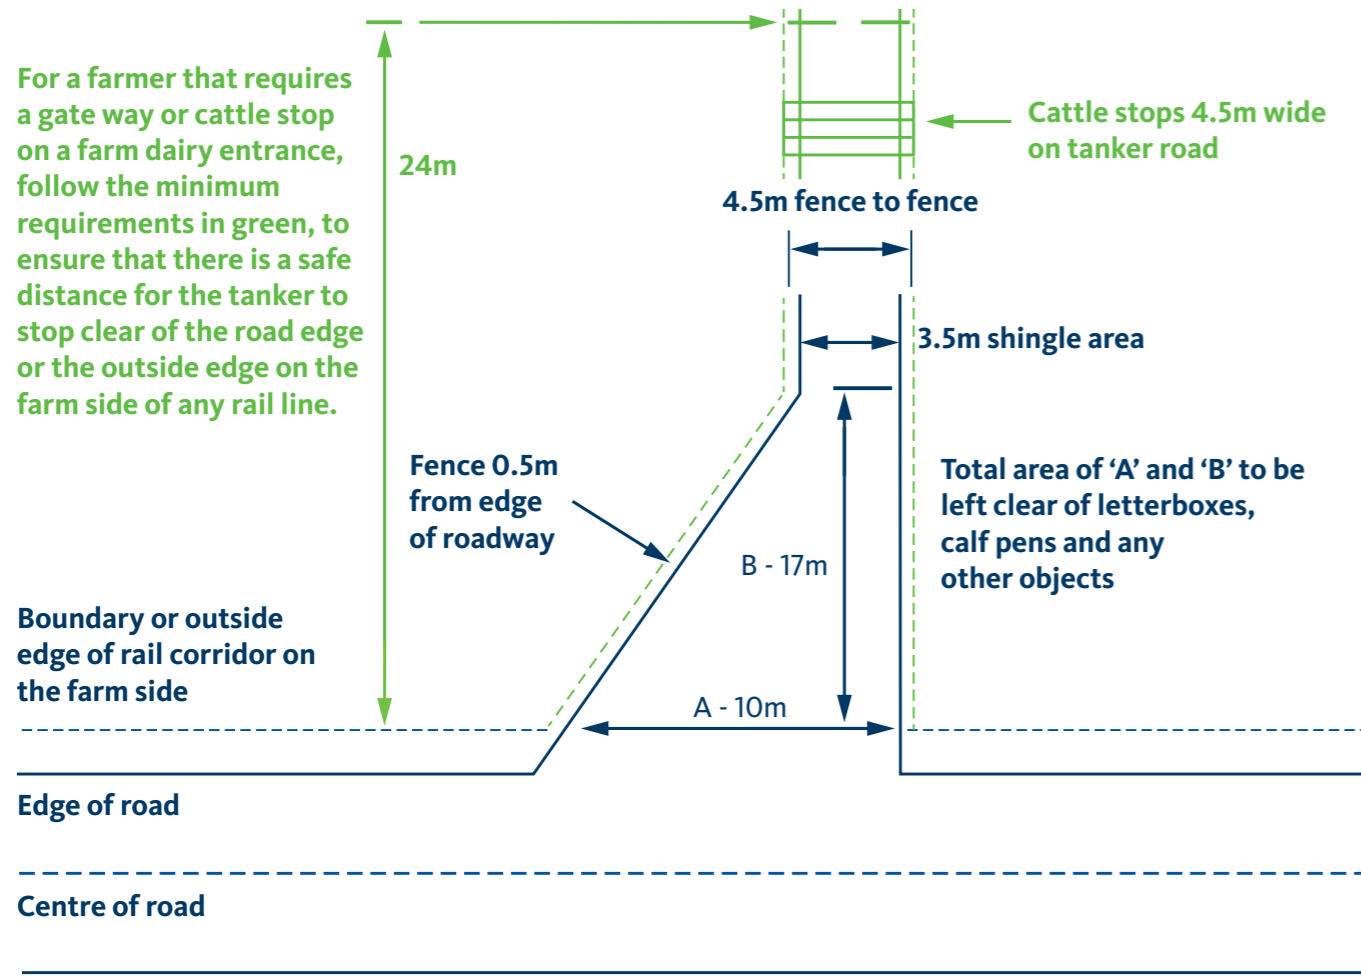 For a farmer that requires
a gate way or cattle stop
on a farm dairy entrance,
follow the minimum
requirements in green, to
ensure that there is a safe
distance for the tanker to
stop clear of the road edge
or the outside edge on the
farm side of any rail line.
24m
Cattle stops 4.5m wide
on tanker road
4.5m fence to fence
3.5m shingle area
Fence 0.5m
from edge
of roadway
B - 17m
Total area of ‘A’ and ‘B’ to be
left clear of letterboxes,
calf pens and any
other objects
Boundary or outside
edge of rail corridor on
the farm side
A - 10m
Edge of road
Centre of road